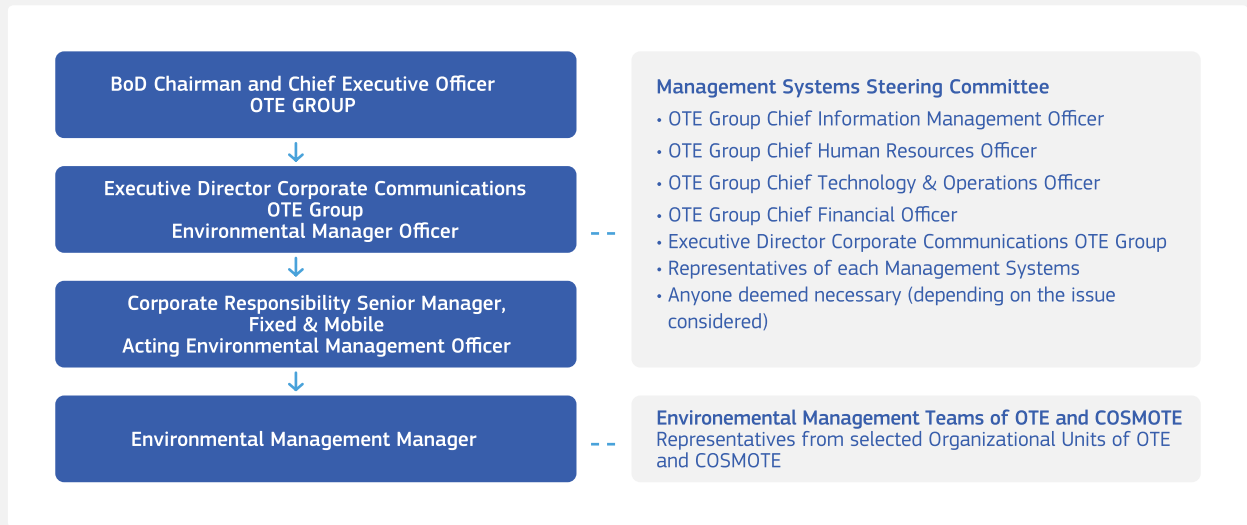 BoD Chairman and Chief Executive Officer
OTE GROUP
Executive Director Corporate Communications
OTE Group
Environmental Manager Officer
Corporate Responsibility Senior Manager,
Fixed & Mobile
Acting Environmental Management Officer
Environmental Management Manager
Management Systems Steering Committee
• OTE Group Chief Information Management Officer
• OTE Group Chief Human Resources Officer
• OTE Group Chief Technology & Operations Officer
• OTE Group Chief Financial Officer
• Executive Director Corporate Communications OTE Group
• Representatives of each Management Systems
• Anyone deemed necessary (depending on the issue
considered)
Environemental Management Teams of OTE and COSMOTE
Representatives from selected Organizational Units of OTE
and COSMOTE